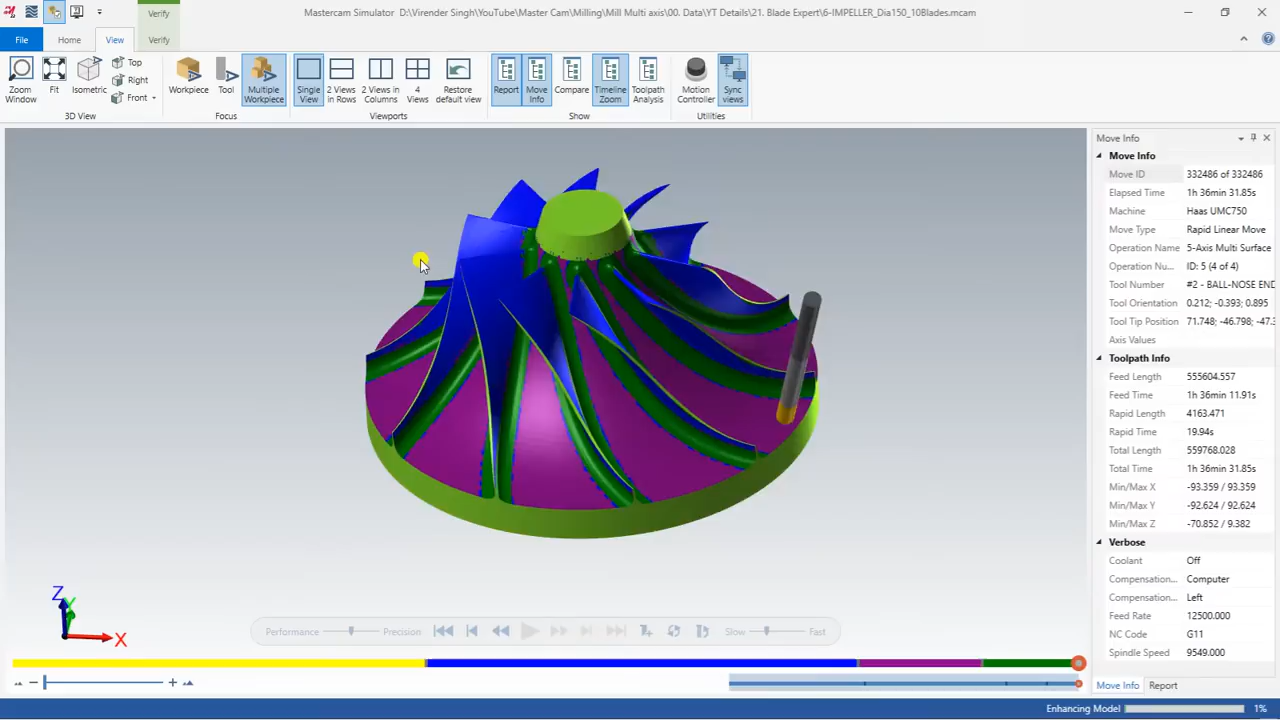 Verify
Mastercam Simulator D:\Virender Singh\YouTube\Master Cam\Milling\Mill Multi axis\00. Data\YT Details\21. Blade Expert\6-IMPELLER_Dia150_10Blades.mcam
File Home View Verify
Zoom Window
Fit
Isometric
Top
Right
Front
3D View
Workpiece
Tool
Multiple Workpiece
Focus
Single View
2 Views in Rows
2 Views in Columns
4 Views
Restore default view
Viewports
Report
Move Info
Compare
Timeline Zoom
Toolpath Analysis
Show
Motion Controller
Sync views
Utilities
Move Info
Move Info
Move ID 332486 of 332486
Elapsed Time 1h 36min 31.85s
Machine Haas UMC750
Move Type Rapid Linear Move
Operation Name 5-Axis Multi Surface
Operation Nu... ID: 5 (4 of 4)
Tool Number #2 - BALL-NOSE END
Tool Orientation 0.212; -0.393; 0.895
Tool Tip Position 71.748; -46.798; -47.
Axis Values
Toolpath Info
Feed Length 555604.557
Feed Time 1h 36min 11.91s
Rapid Length 4163.471
Rapid Time 19.94s
Total Length 559768.028
Total Time 1h 36min 31.85s
Min/Max X -93.359 / 93.359
Min/Max Y -92.624 / 92.624
Min/Max Z -70.852 / 9.382
Verbose
Coolant Off
Compensation... Computer
Compensation... Left
Feed Rate 12500.000
NC Code G11
Spindle Speed 9549.000
Z
Y
X
Performance Precision Slow Fast
Move Info Report
Enhancing Model 1%